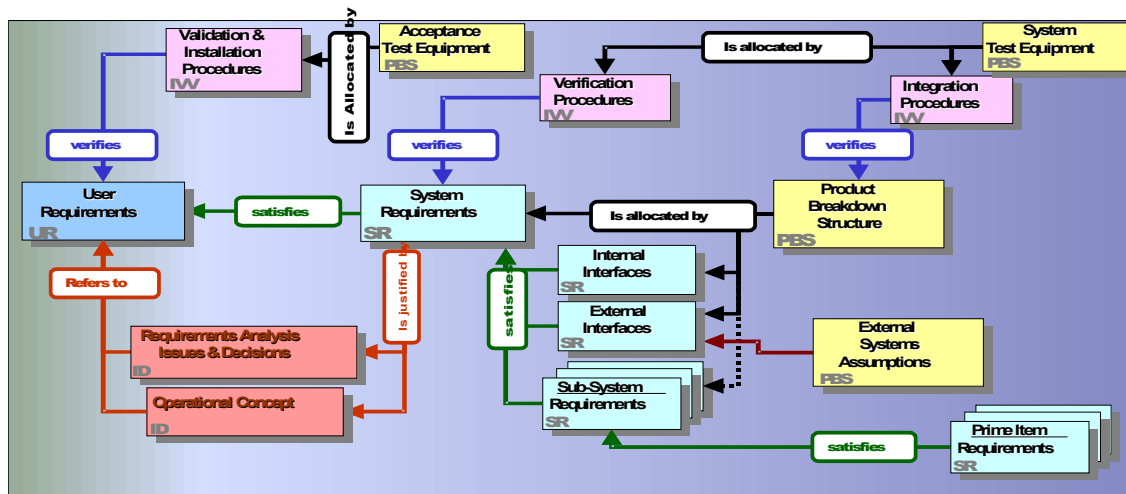 Validation &
Installation
Procedures
IVV
Is Allocated by
Acceptance
Test Equipment
PBS
Is allocated by
System
Test Equipment
PBS
Verification
Procedures
IVV
Integration
Procedures
IVV
verifies
verifies
verifies
User
Requirements
UR
satisfies
System
Requirements
SR
Is allocated by
Product
Breakdown
Structure
PBS
Refers to
Is justified by
satisfies
Internal
Interfaces
SR
External
Interfaces
SR
Requirements Analysis
Issues & Decisions
ID
External
Systems
Assumptions
PBS
Operational Concept
ID
Sub-System
Requirements
SR
satisfies
Prime Item
Requirements
SR